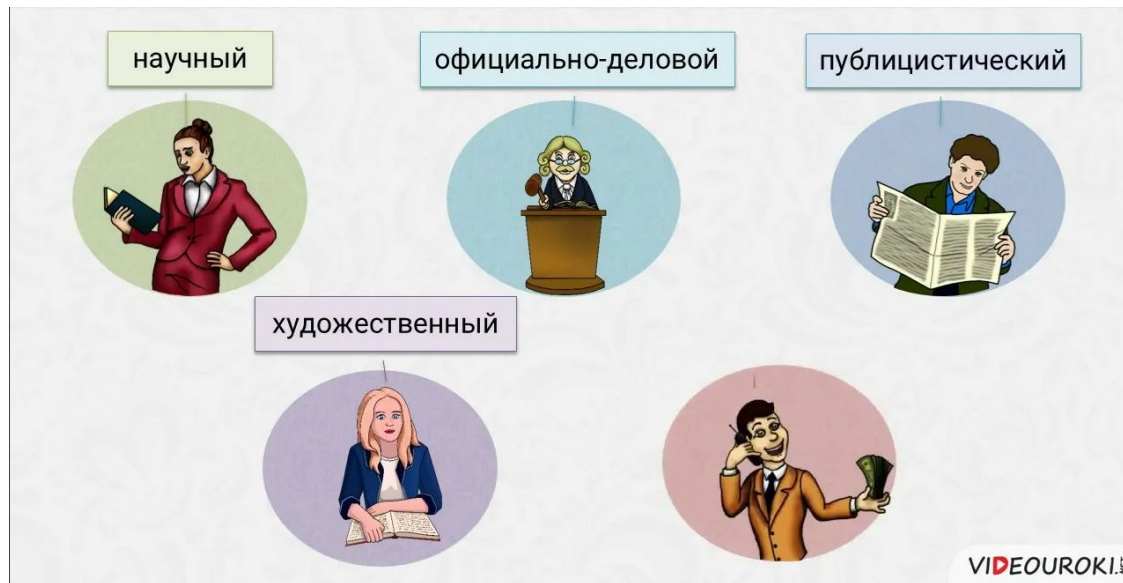 научный
официально-деловой
публицистический
художественный
VIDEOUROKI